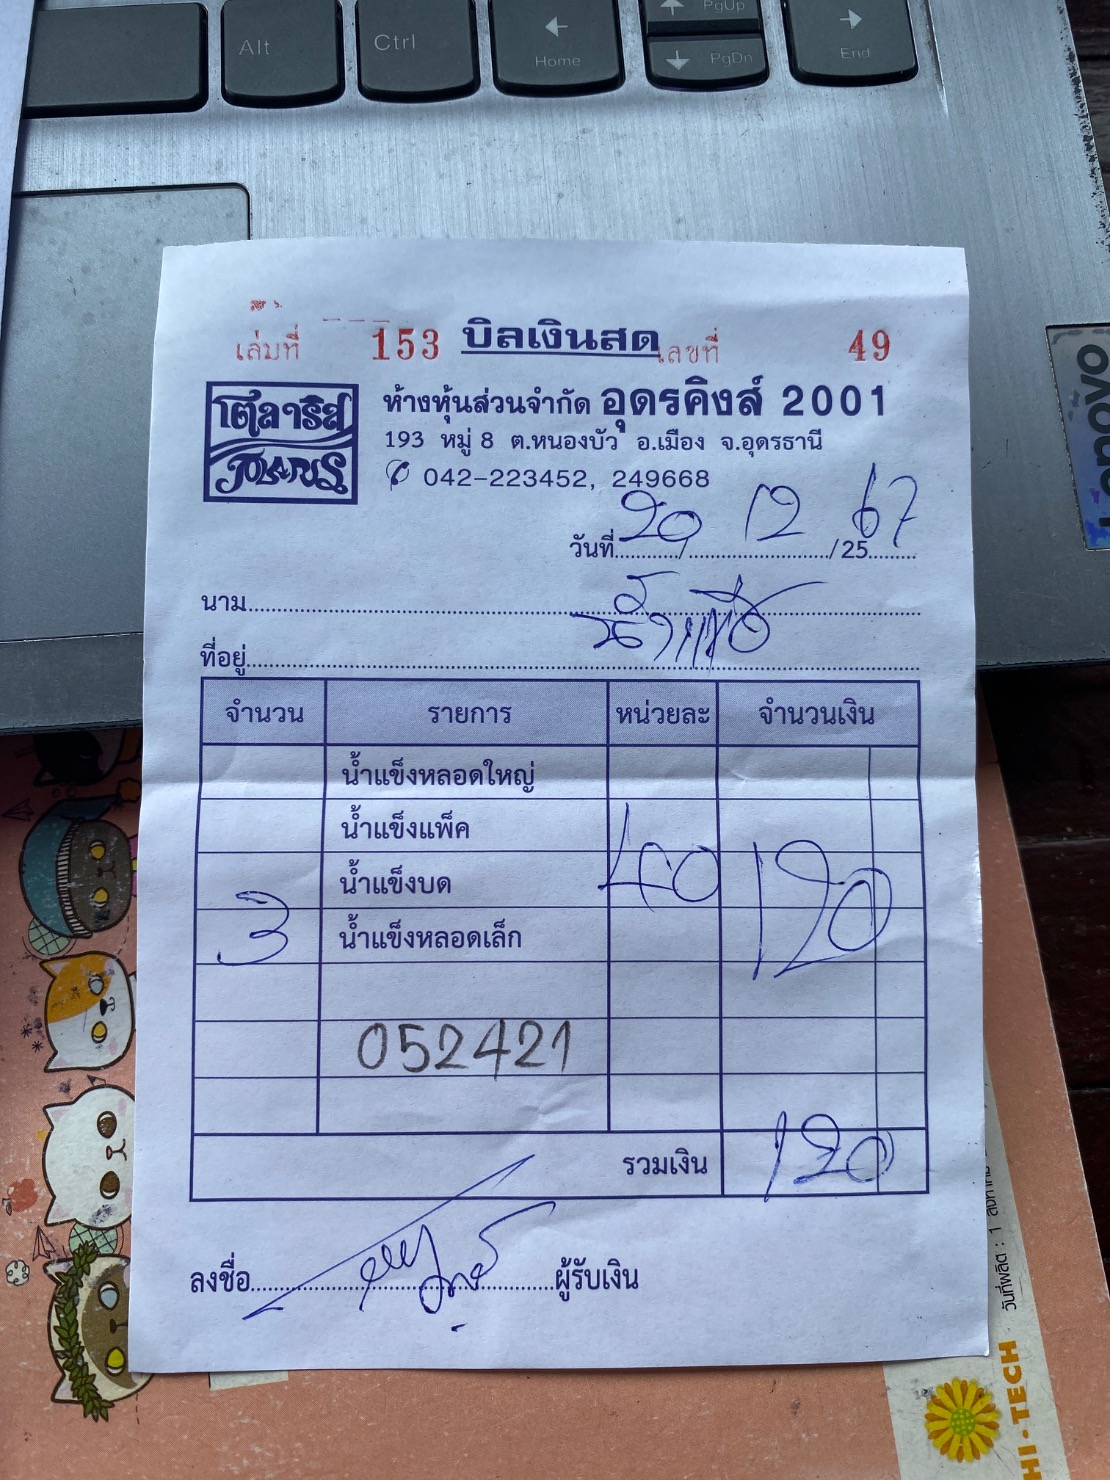 Alt Ctrl Home PgUp PgDn End
Lenovo
เล่มที่ 153 บิลเงินสด เลขที่ 49
โตลาริส
POLARIS
ห้างหุ้นส่วนจำกัด อุดรคิงส์ 2001
193 หมู่ 8 ต.หนองบัว อ.เมือง จ.อุดรธานี
042-223452, 249668
วันที่ 20 / 12 / 25 67
นาม
ที่อยู่
จำนวน รายการ หน่วยละ จำนวนเงิน
น้ำแข็งหลอดใหญ่
น้ำแข็งแพ็ค
น้ำแข็งบด 40 120
3 น้ำแข็งหลอดเล็ก
052421
รวมเงิน 120
ลงชื่อ ผู้รับเงิน
วันที่ผลิต : 1
HI-TECH